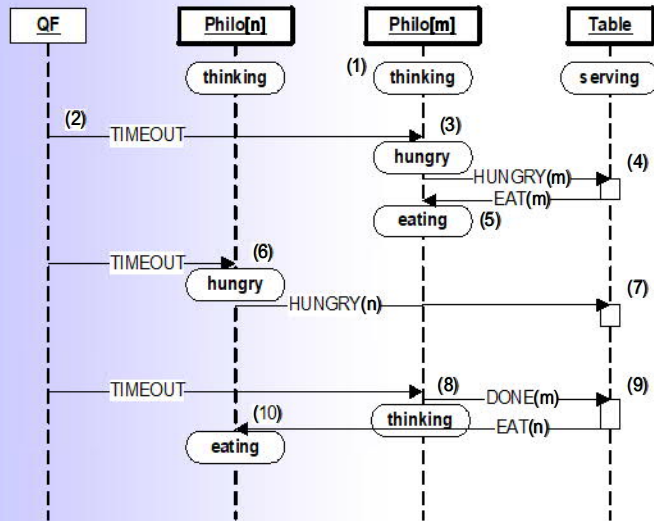 QF Philo[n] Philo[m] Table
thinking (1) thinking serving
(2) (3)
TIMEOUT
hungry (4)
HUNGRY(m)
EAT(m)
eating (5)
(6)
TIMEOUT
hungry (7)
HUNGRY(n)
TIMEOUT (8) (9)
DONE(m)
(10) thinking
EAT(n)
eating